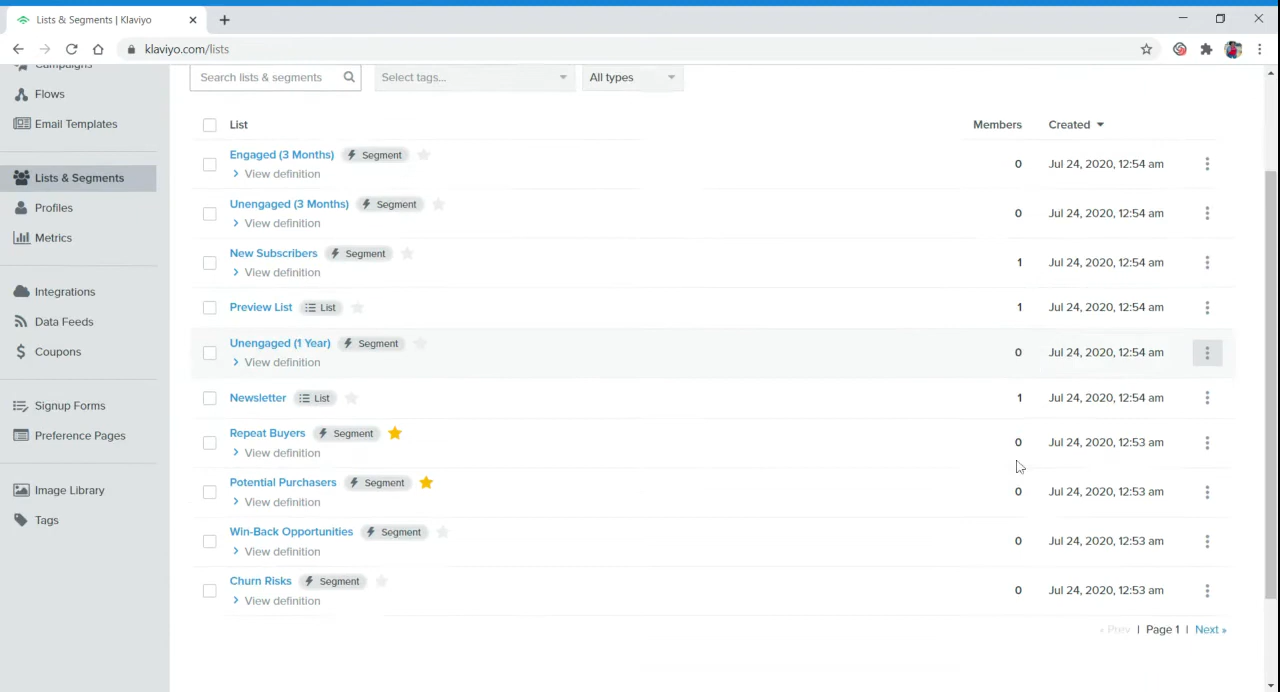 Lists & Segments | Klaviyo
klaviyo.com/lists
Campaigns
Flows
Email Templates
Lists & Segments
Profiles
Metrics
Integrations
Data Feeds
$ Coupons
Signup Forms
Preference Pages
Image Library
Tags
Search lists & segments
Select tags...
All types
List Members Created
Engaged (3 Months) Segment
View definition
0 Jul 24, 2020, 12:54 am
Unengaged (3 Months) Segment
View definition
0 Jul 24, 2020, 12:54 am
New Subscribers Segment
View definition
1 Jul 24, 2020, 12:54 am
Preview List List 1 Jul 24, 2020, 12:54 am
Unengaged (1 Year) Segment
View definition
0 Jul 24, 2020, 12:54 am
Newsletter List 1 Jul 24, 2020, 12:54 am
Repeat Buyers Segment
View definition
0 Jul 24, 2020, 12:53 am
Potential Purchasers Segment
View definition
0 Jul 24, 2020, 12:53 am
Win-Back Opportunities Segment
View definition
0 Jul 24, 2020, 12:53 am
Churn Risks Segment
View definition
0 Jul 24, 2020, 12:53 am
« Prev | Page 1 | Next »